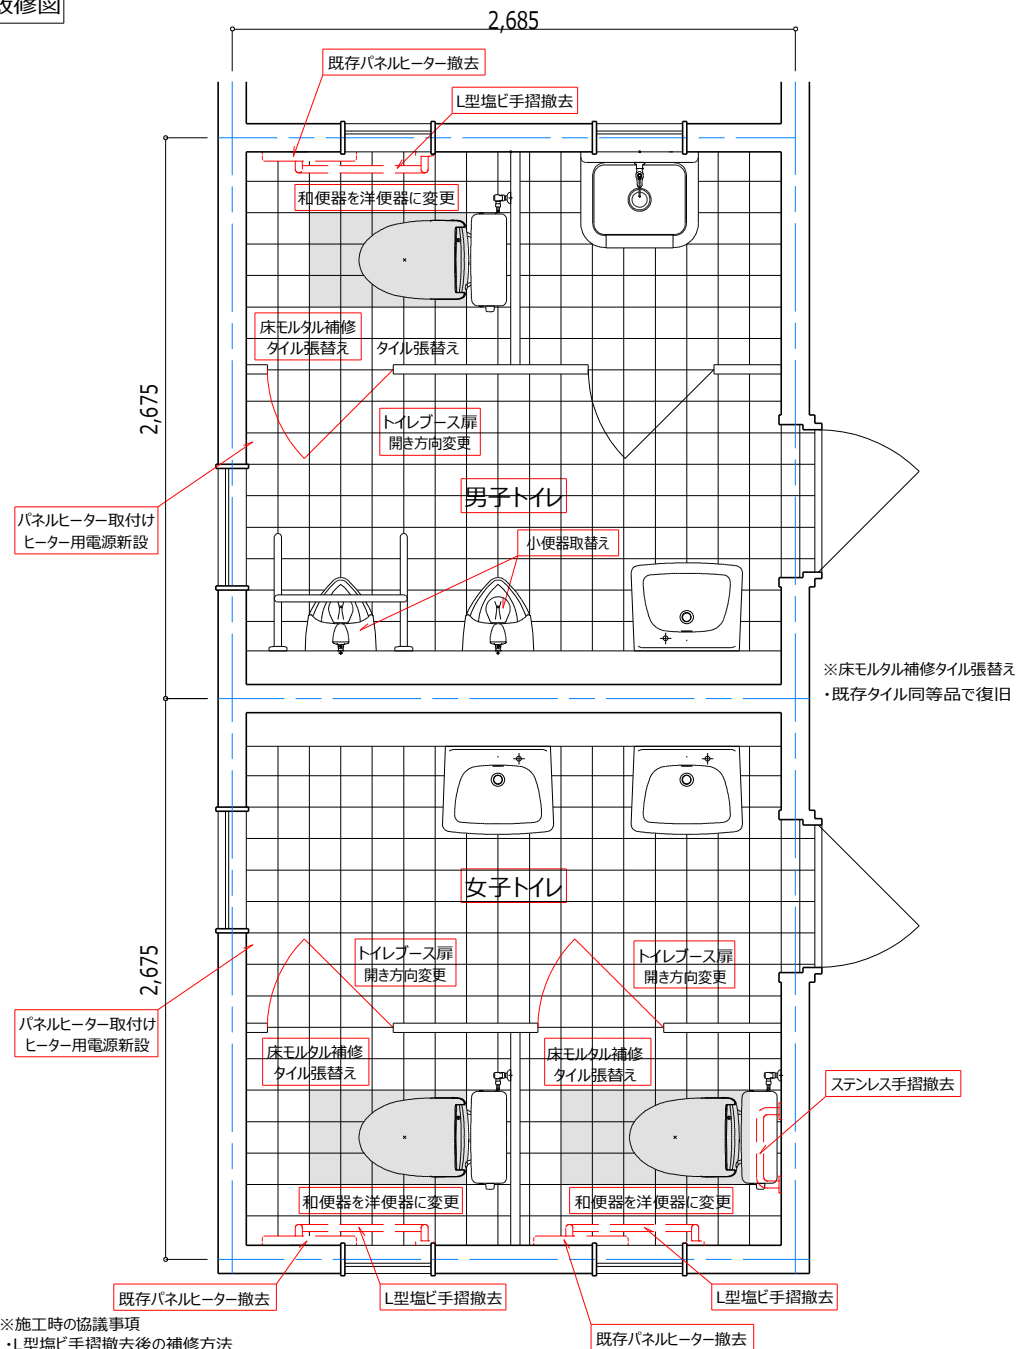 改修図
2,685
既存パネルヒーター撤去
L型塩ビ手摺撤去
和便器を洋便器に変更
床モルタル補修
タイル張替え
タイル張替え
2,675
トイレブース扉
開き方向変更
男子トイレ
パネルヒーター取付け
ヒーター用電源新設
小便器取替え
※床モルタル補修タイル張替え
・既存タイル同等品で復旧
女子トイレ
トイレブース扉
開き方向変更
トイレブース扉
開き方向変更
2,675
パネルヒーター取付け
ヒーター用電源新設
床モルタル補修
タイル張替え
床モルタル補修
タイル張替え
ステンレス手摺撤去
和便器を洋便器に変更
和便器を洋便器に変更
既存パネルヒーター撤去
L型塩ビ手摺撤去
L型塩ビ手摺撤去
既存パネルヒーター撤去
※施工時の協議事項
・L型塩ビ手摺撤去後の補修方法